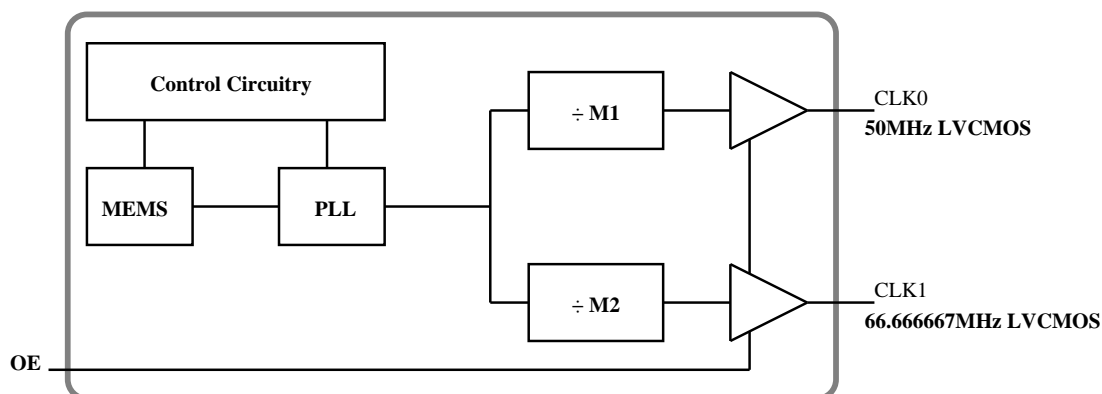 Control Circuitry
÷ M1
CLK0
50MHz LVCMOS
MEMS
PLL
÷ M2
CLK1
66.666667MHz LVCMOS
OE